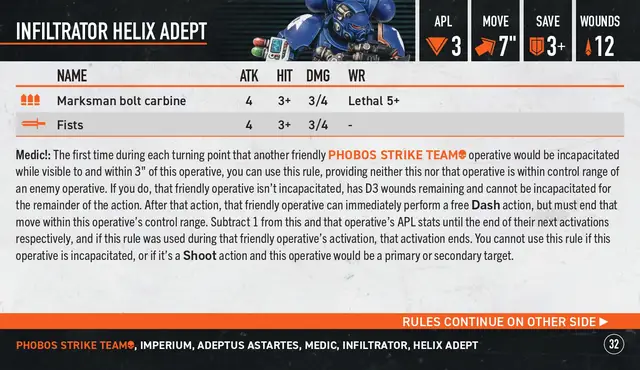 INFILTRATOR HELIX ADEPT
APL MOVE SAVE WOUNDS
3 7" 3+ 12
NAME ATK HIT DMG WR
Marksman bolt carbine 4 3+ 3/4 Lethal 5+
Fists 4 3+ 3/4 -
Medic!: The first time during each turning point that another friendly PHOBOS STRIKE TEAM operative would be incapacitated
while visible to and within 3" of this operative, you can use this rule, providing neither this nor that operative is within control range of
an enemy operative. If you do, that friendly operative isn't incapacitated, has D3 wounds remaining and cannot be incapacitated for
the remainder of the action. After that action, that friendly operative can immediately perform a free Dash action, but must end that
move within this operative's control range. Subtract 1 from this and that operative's APL stats until the end of their next activations
respectively, and if this rule was used during that friendly operative's activation, that activation ends. You cannot use this rule if this
operative is incapacitated, or if it's a Shoot action and this operative would be a primary or secondary target.
RULES CONTINUE ON OTHER SIDE ▶
PHOBOS STRIKE TEAM, IMPERIUM, ADEPTUS ASTARTES, MEDIC, INFILTRATOR, HELIX ADEPT
32